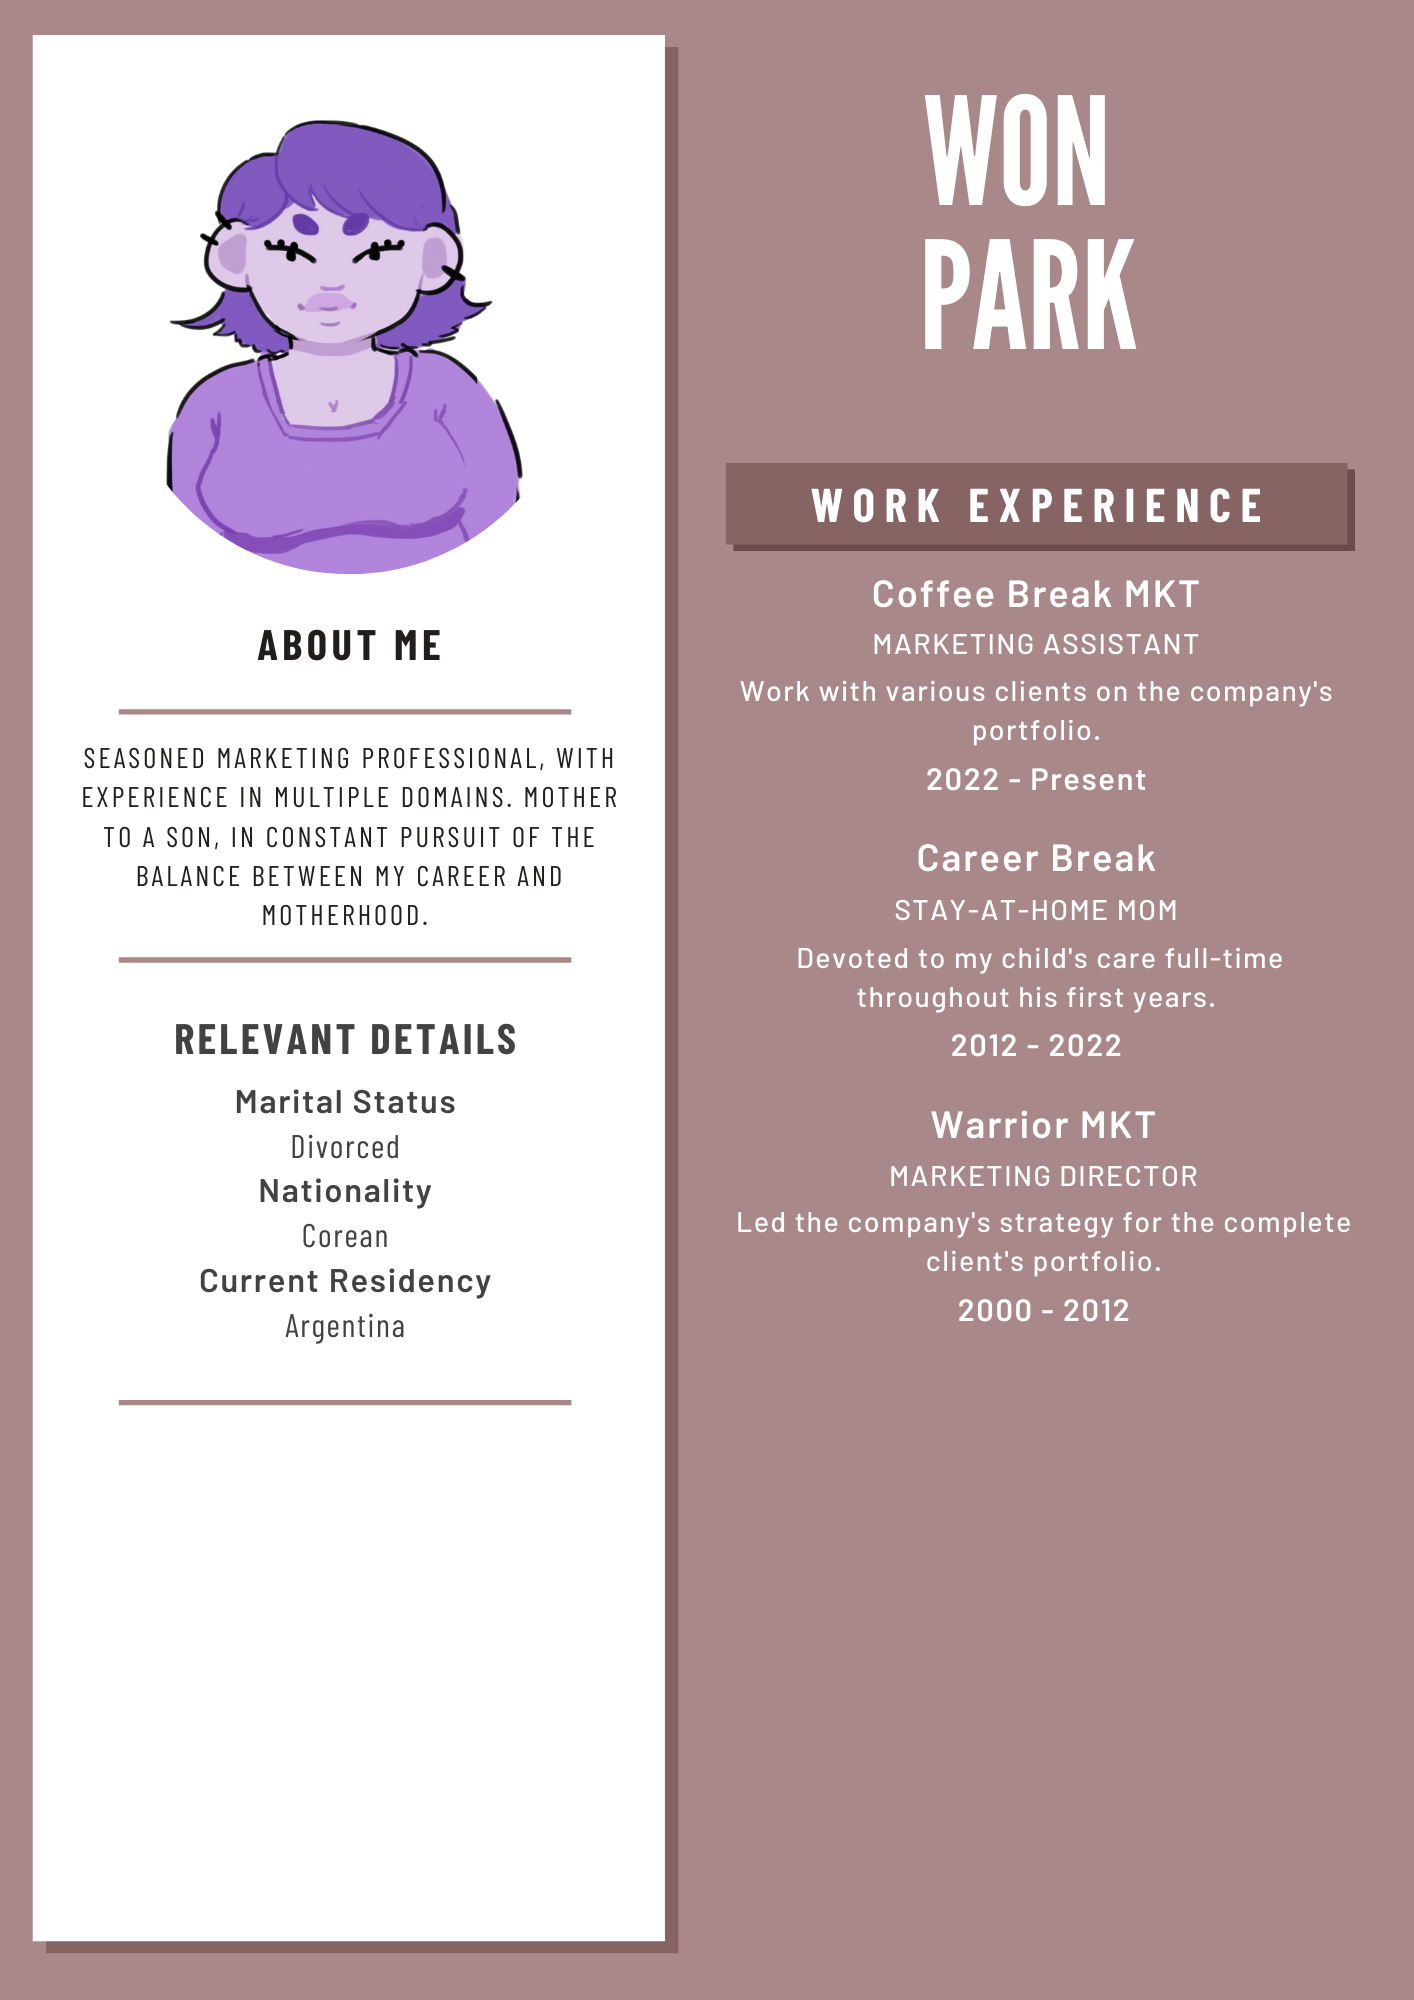 WON
PARK
ABOUT ME
SEASONED MARKETING PROFESSIONAL, WITH
EXPERIENCE IN MULTIPLE DOMAINS. MOTHER
TO A SON, IN CONSTANT PURSUIT OF THE
BALANCE BETWEEN MY CAREER AND
MOTHERHOOD.
RELEVANT DETAILS
Marital Status
Divorced
Nationality
Corean
Current Residency
Argentina
WORK EXPERIENCE
Coffee Break MKT
MARKETING ASSISTANT
Work with various clients on the company's
portfolio.
2022 - Present
Career Break
STAY-AT-HOME MOM
Devoted to my child's care full-time
throughout his first years.
2012 - 2022
Warrior MKT
MARKETING DIRECTOR
Led the company's strategy for the complete
client's portfolio.
2000 - 2012